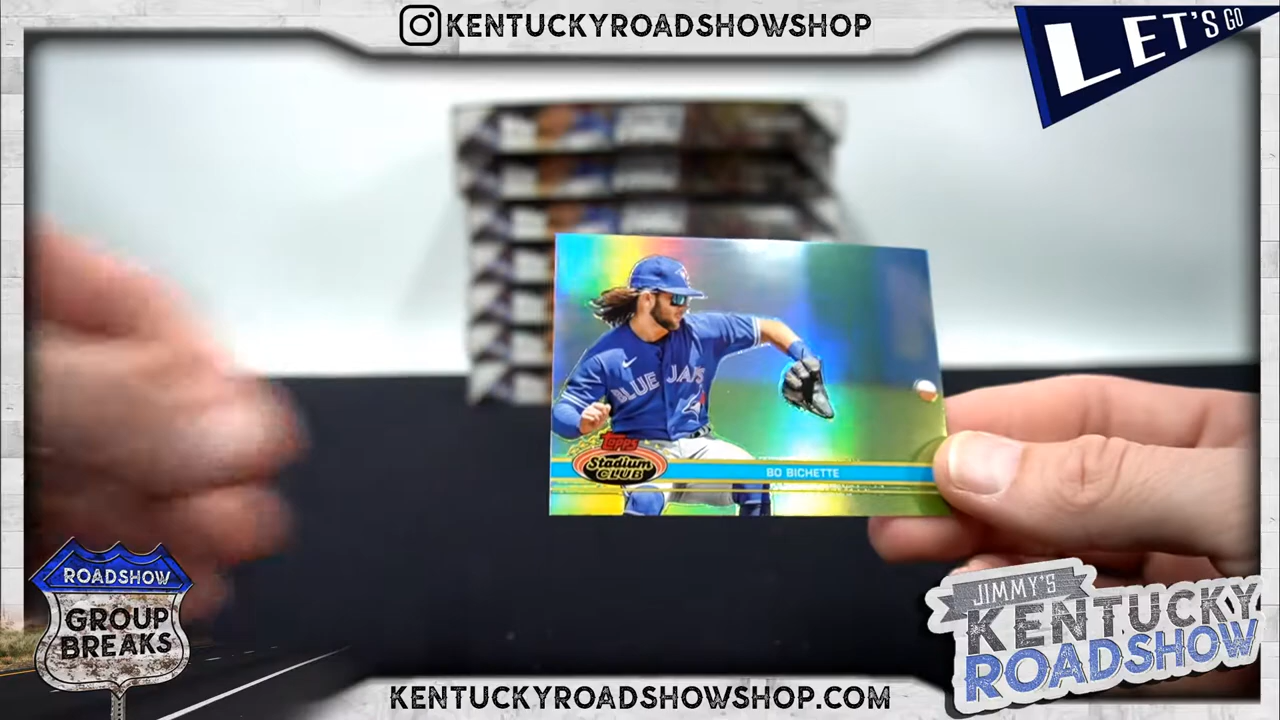 KENTUCKYROADSHOWSHOP
LET'S GO
BLUE JAYS
TOPPS
Stadium
CLUB
BO BICHETTE
ROADSHOW
GROUP
BREAKS
JIMMY'S
KENTUCKY
ROADSHOW
KENTUCKYROADSHOWSHOP.COM